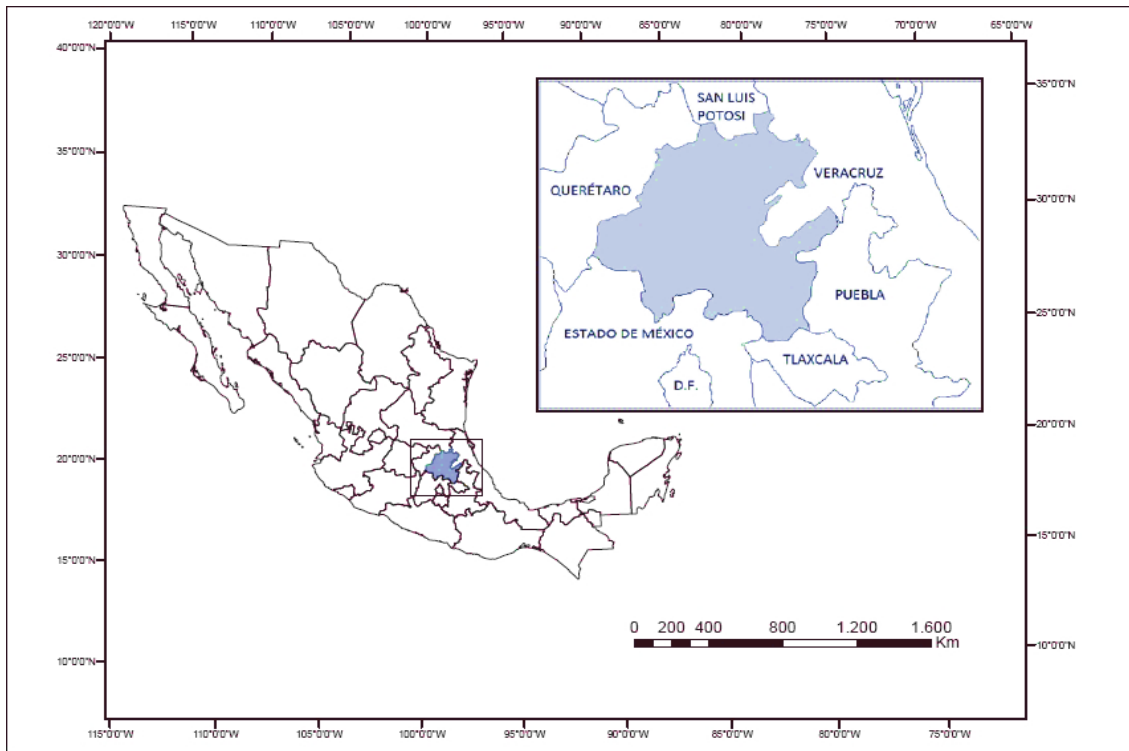 120°0'0"W 115°0'0"W 110°0'0"W 105°0'0"W 100°0'0"W 95°0'0"W 90°0'0"W 85°0'0"W 80°0'0"W 75°0'0"W 70°0'0"W 65°0'0"W
40°0'0"N
35°0'0"N
30°0'0"N
25°0'0"N
20°0'0"N
15°0'0"N
10°0'0"N
SAN LUIS
POTOSI
VERACRUZ
QUERÉTARO
PUEBLA
ESTADO DE MÉXICO
TLAXCALA
D.F.
35°0'0"N
30°0'0"N
25°0'0"N
20°0'0"N
15°0'0"N
10°0'0"N
0 200 400 800 1.200 1.600
Km
115°0'0"W 110°0'0"W 105°0'0"W 100°0'0"W 95°0'0"W 90°0'0"W 85°0'0"W 80°0'0"W 75°0'0"W